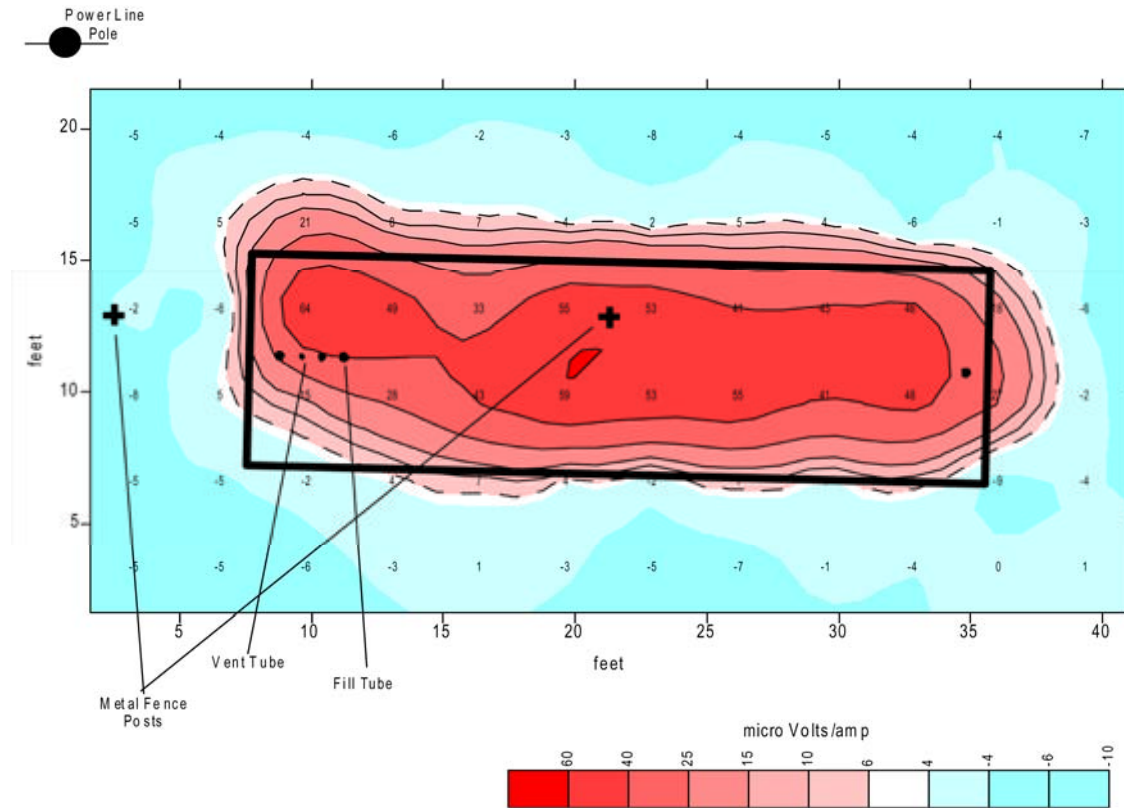 Power Line
Pole
20 -5 -4 -4 -6 -2 -3 -8 -4 -5 -4 -4 -7
-5 5 21 8 7 4 2 5 4 -6 -1 -3
15
-2 -6 64 49 33 55 53 41 43 46
feet
10 -8 5 15 28 43 59 53 55 41 48 -2
-5 -5 -2 4 7 4 -2 -9 -4
5
-3 -5 -6 -3 1 -3 -5 -7 -1 -4 0 1
5 10 15 20 25 30 35 40
feet
Vent Tube
Fill Tube
Metal Fence
Posts
micro Volts/amp
60 40 25 15 10 6 4 -4 -6 -10